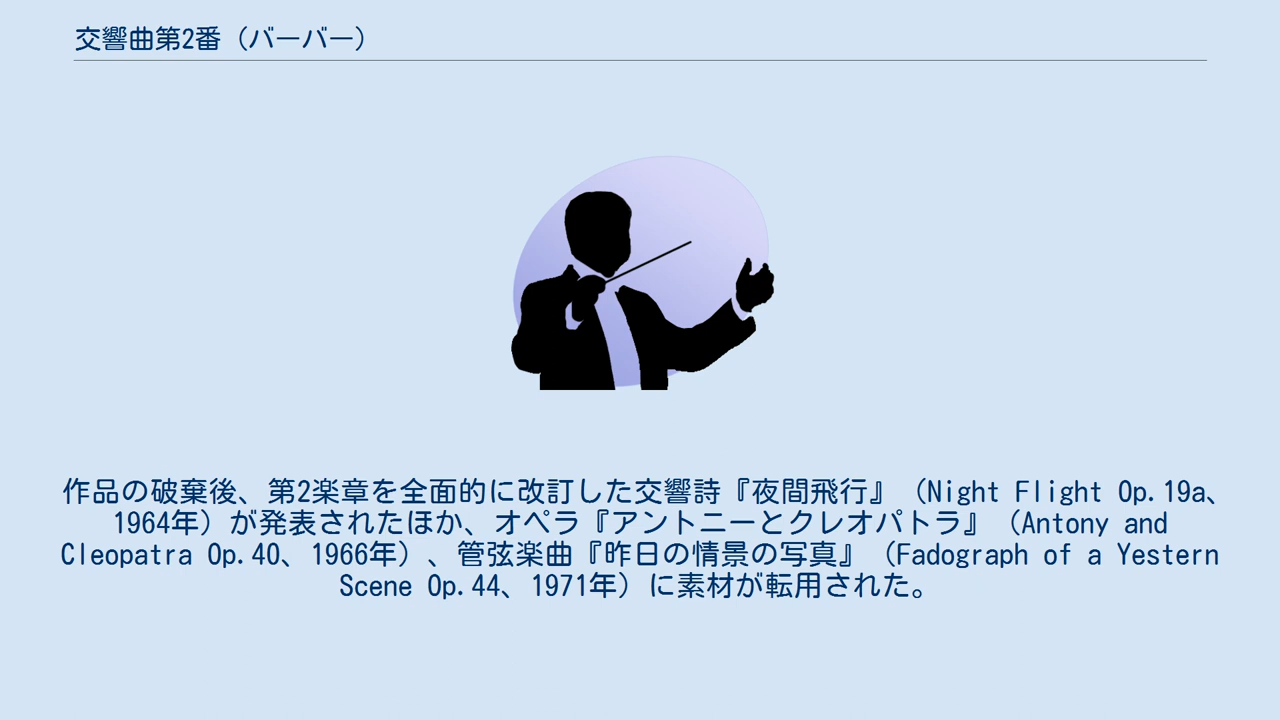 交響曲第2番（バーバー）
作品の破棄後、第2楽章を全面的に改訂した交響詩『夜間飛行』（Night Flight Op.19a、
1964年）が発表されたほか、オペラ『アントニーとクレオパトラ』（Antony and
Cleopatra Op.40、1966年）、管弦楽曲『昨日の情景の写真』（Fadograph of a Yestern
Scene Op.44、1971年）に素材が転用された。